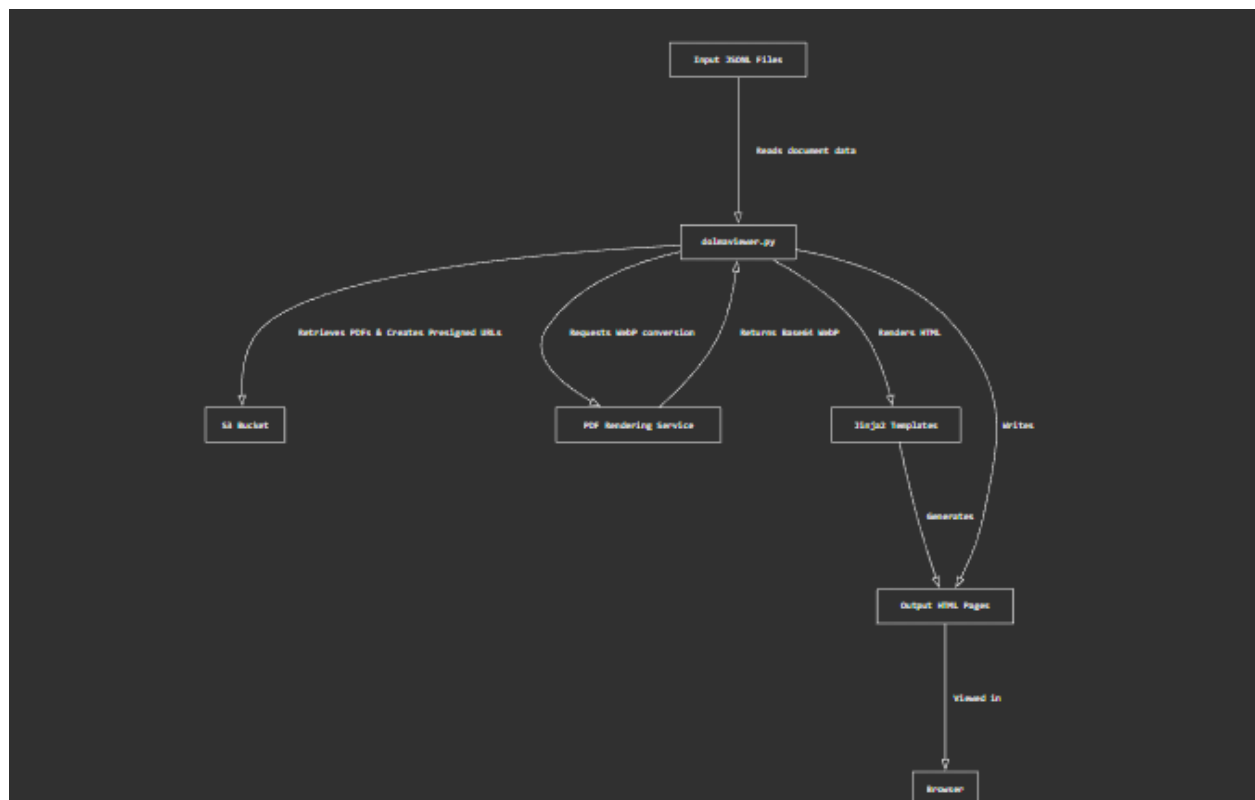 Input JSONL Files
Reads document data
dolmaviewer.py
Retrieves PDFs & Creates Presigned URLs
Requests WebP conversion
Returns Base64 WebP
Renders HTML
S3 Bucket
PDF Rendering Service
Jinja2 Templates
Writes
Generates
Output HTML Pages
Viewed in
Browser